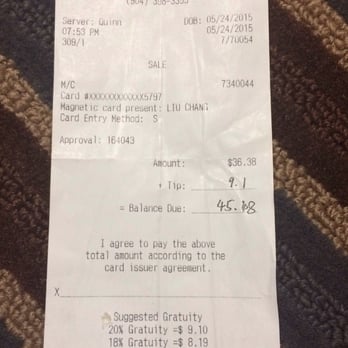 Server: Quinn DOB: 05/24/2015
07:53 PM 05/24/2015
309/1 7/70054
SALE
M/C 7340044
Card #XXXXXXXXXXXX5797
Magnetic card present: LIU CHANG
Card Entry Method: S
Approval: 164043
Amount: $36.38
+ Tip: 9.1
= Balance Due: 45.48
I agree to pay the above
total amount according to the
card issuer agreement.
X
Suggested Gratuity
20% Gratuity =$ 9.10
18% Gratuity =$ 8.19